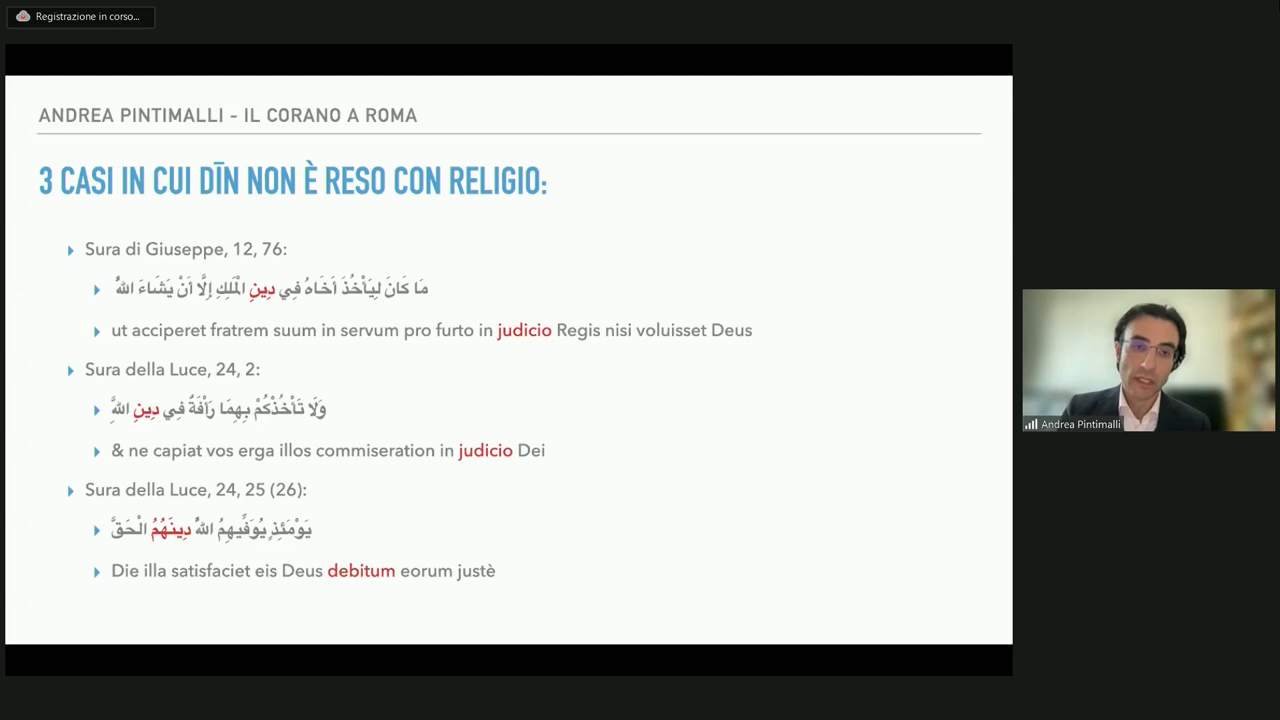 Registrazione in corso...
ANDREA PINTIMALLI - IL CORANO A ROMA
3 CASI IN CUI DĪN NON È RESO CON RELIGIO:
Sura di Giuseppe, 12, 76:
مَا كَانَ لِيَأْخُذَ أَخَاهُ فِي دِينِ الْمَلِكِ إِلَّا أَنْ يَشَاءَ اللهُ
ut acciperet fratrem suum in servum pro furto in judicio Regis nisi voluisset Deus
Sura della Luce, 24, 2:
وَلَا تَأْخُذْكُمْ بِهِمَا رَأْفَةٌ فِي دِينِ اللهِ
& ne capiat vos erga illos commiseration in judicio Dei
Sura della Luce, 24, 25 (26):
يَوْمَئِذٍ يُوَفِّيهِمُ اللهُ دِينَهُمُ الْحَقَّ
Die illa satisfaciet eis Deus debitum eorum justè
Andrea Pintimalli